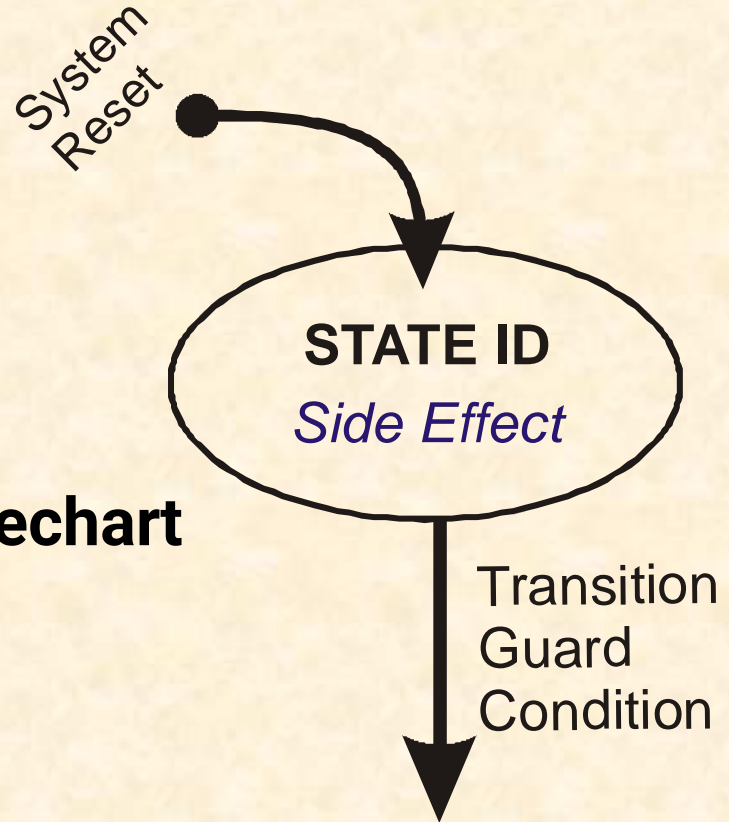 System
Reset
STATE ID
Side Effect
echart
Transition
Guard
Condition